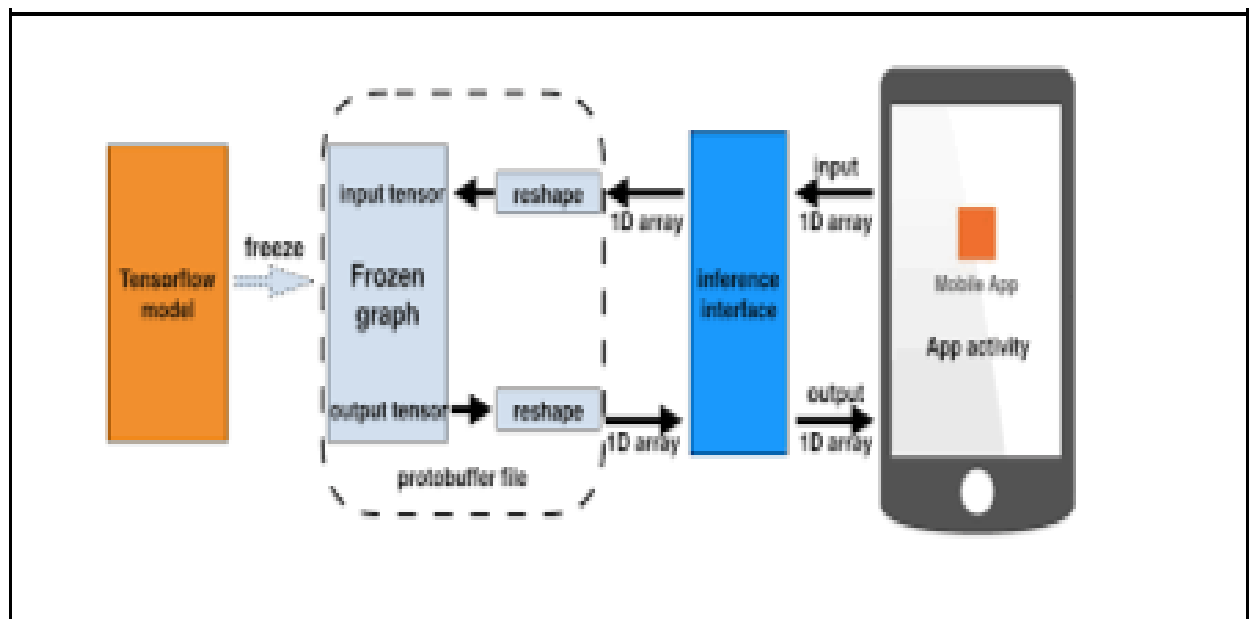 Tensorflow
model
freeze
input tensor
Frozen
graph
output tensor
reshape
reshape
protobuffer file
1D array
1D array
inference
interface
input
1D array
output
1D array
Mobile App
App activity